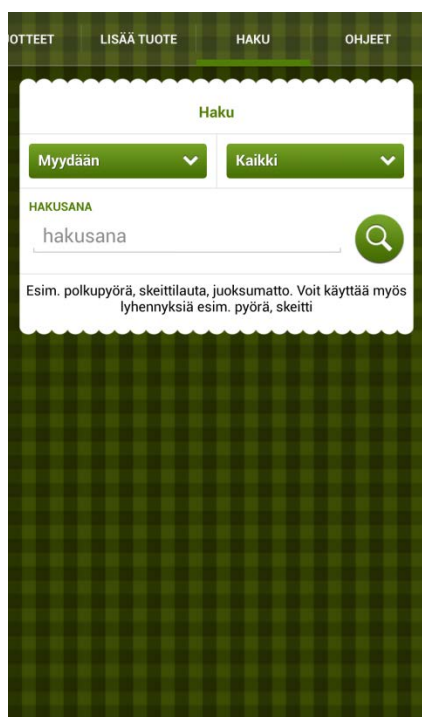 OTTEET LISÄÄ TUOTE HAKU OHJEET
Haku
Myydään Kaikki
HAKUSANA
hakusana
Esim. polkupyörä, skeittilauta, juoksumatto. Voit käyttää myös
lyhennyksiä esim. pyörä, skeitti